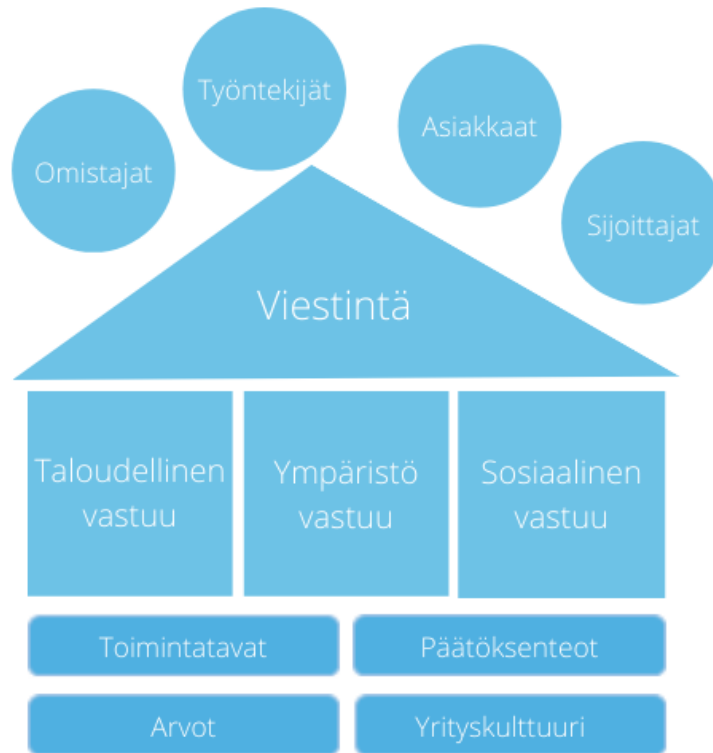 Työntekijät
Asiakkaat
Omistajat
Sijoittajat
Viestintä
Taloudellinen
vastuu
Ympäristö
vastuu
Sosiaalinen
vastuu
Toimintatavat
Päätöksenteot
Arvot
Yrityskulttuuri